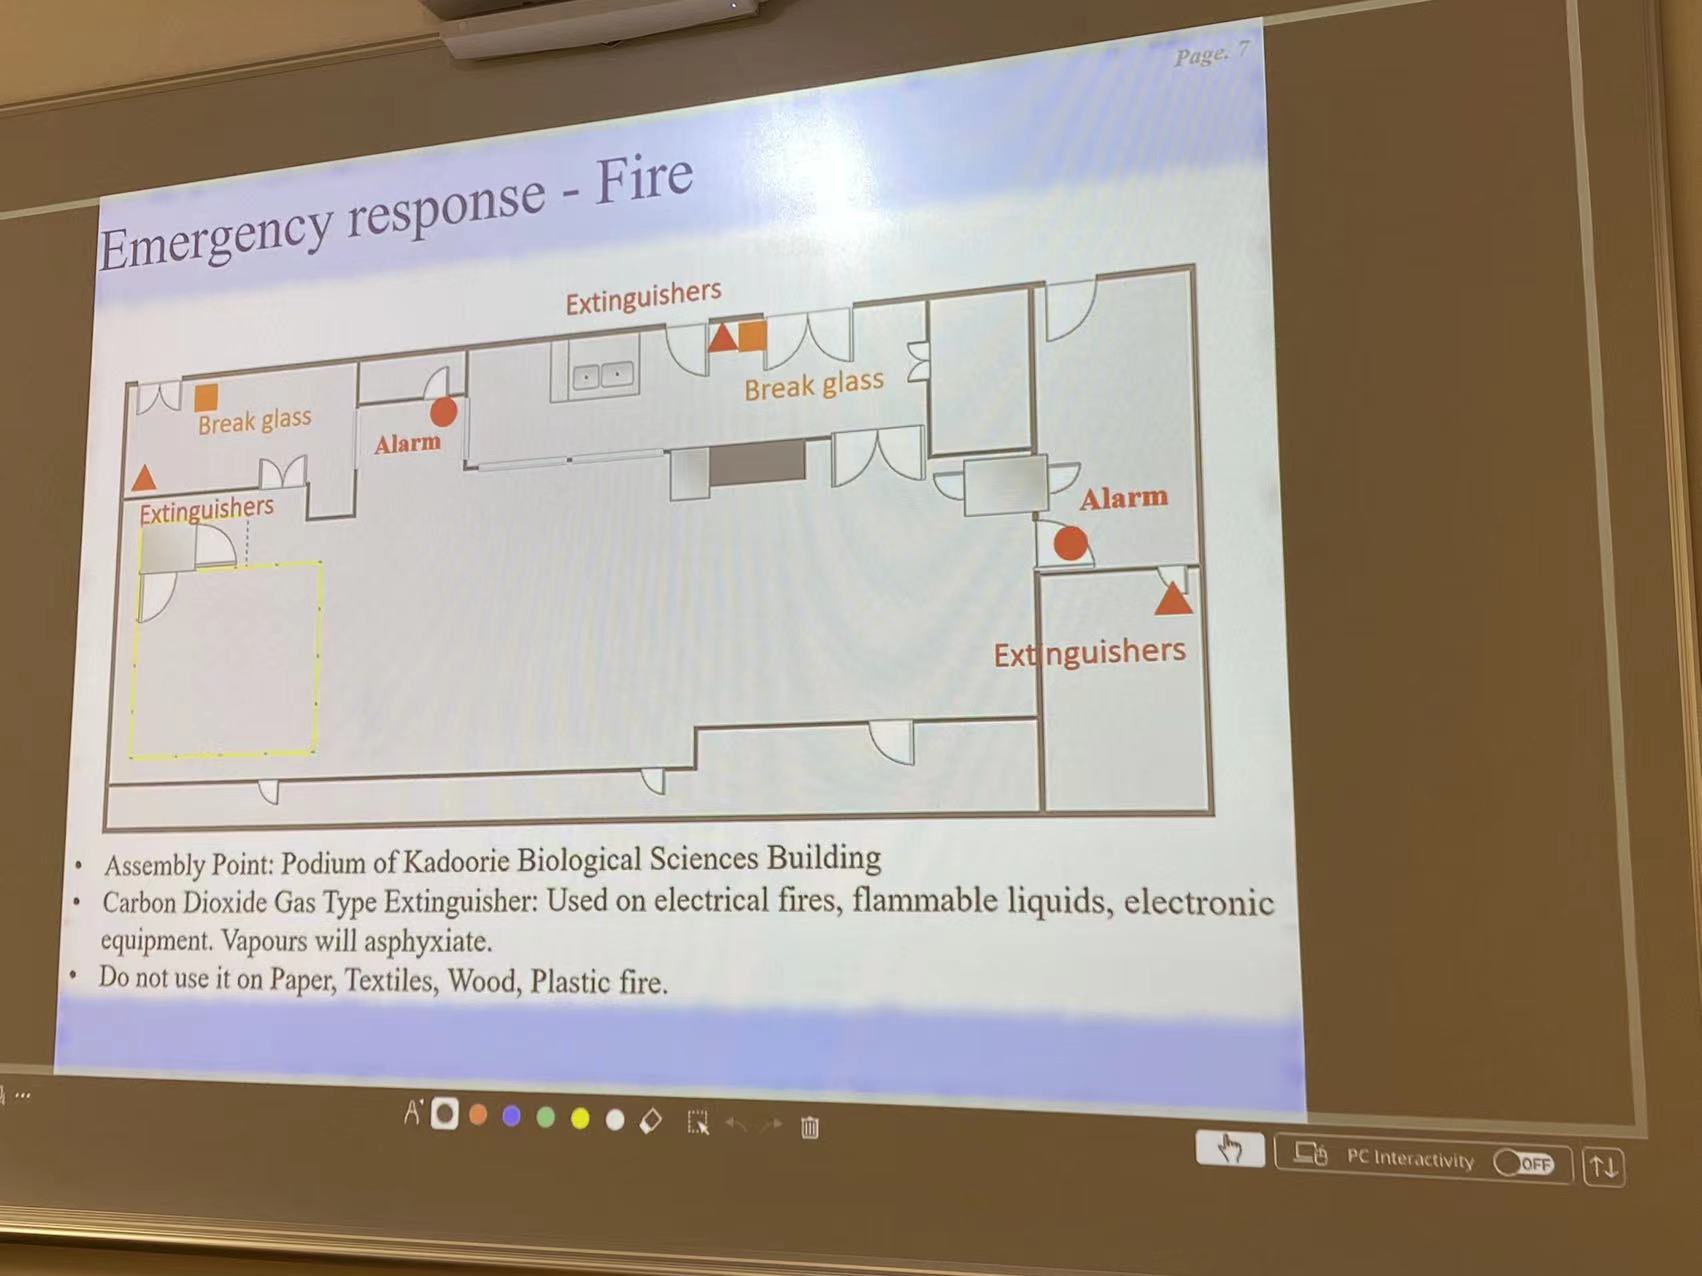 Page. 7
Emergency response - Fire
Extinguishers
Break glass
Break glass
Alarm
Alarm
Extinguishers
Extinguishers
• Assembly Point: Podium of Kadoorie Biological Sciences Building
• Carbon Dioxide Gas Type Extinguisher: Used on electrical fires, flammable liquids, electronic
equipment. Vapours will asphyxiate.
• Do not use it on Paper, Textiles, Wood, Plastic fire.
A
PC Interactivity OFF